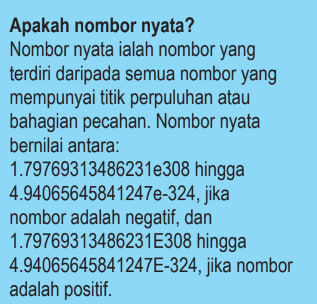 Apakah nombor nyata?
Nombor nyata ialah nombor yang
terdiri daripada semua nombor yang
mempunyai titik perpuluhan atau
bahagian pecahan. Nombor nyata
bernilai antara:
1.79769313486231e308 hingga
4.94065645841247e-324, jika
nombor adalah negatif, dan
1.79769313486231E308 hingga
4.94065645841247E-324, jika nombor
adalah positif.